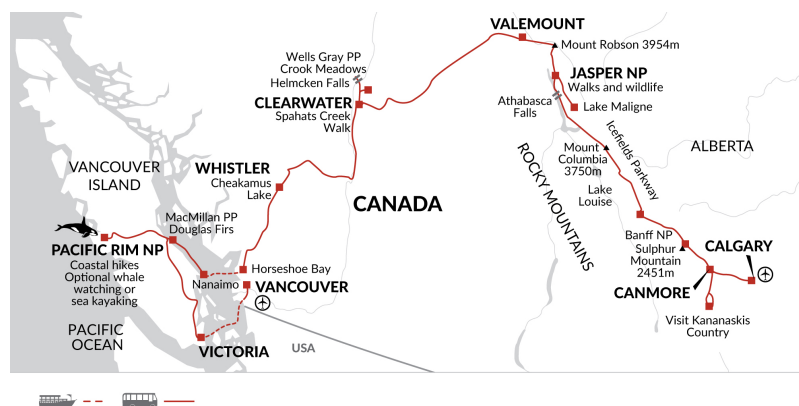 VALEMOUNT
Mount Robson 3954m
Wells Gray PP
Crook Meadows
Helmcken Falls
JASPER NP
Walks and wildlife
CLEARWATER
Spahats Creek
Walk
Athabasca
Falls
Lake Maligne
Icefields Parkway
ALBERTA
Mount
Columbia
3750m
ROCKY MOUNTAINS
VANCOUVER
ISLAND
WHISTLER
Cheakamus
Lake
Lake
Louise
CANADA
MacMillan PP
Douglas Firs
Banff NP
Sulphur
Mountain
2451m
CALGARY
PACIFIC RIM NP
Coastal hikes
Optional whale
watching or
sea kayaking
Horseshoe Bay
Nanaimo
VANCOUVER
CANMORE
Visit Kananaskis
Country
PACIFIC
OCEAN
VICTORIA
USA